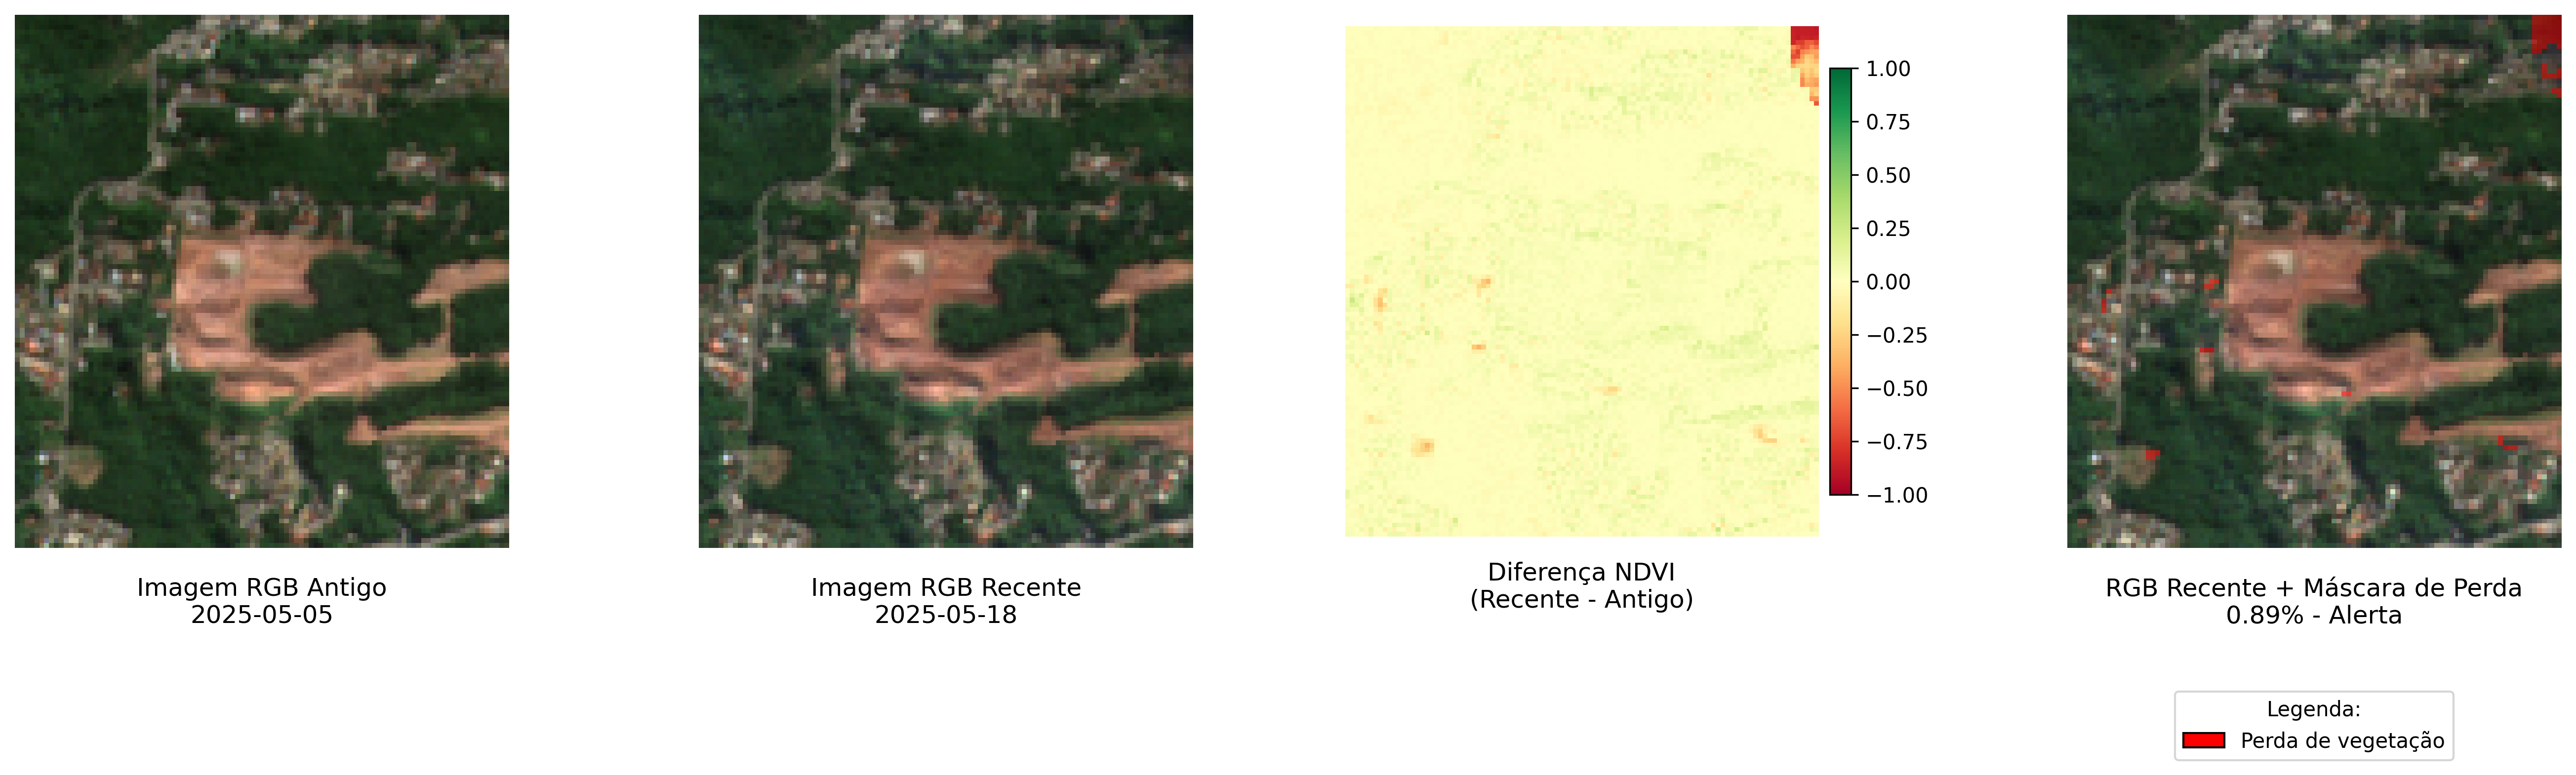 Imagem RGB Antigo
2025-05-05
Imagem RGB Recente
2025-05-18
1.00
0.75
0.50
0.25
0.00
−0.25
−0.50
−0.75
−1.00
Diferença NDVI
(Recente - Antigo)
RGB Recente + Máscara de Perda
0.89% - Alerta
Legenda:
Perda de vegetação